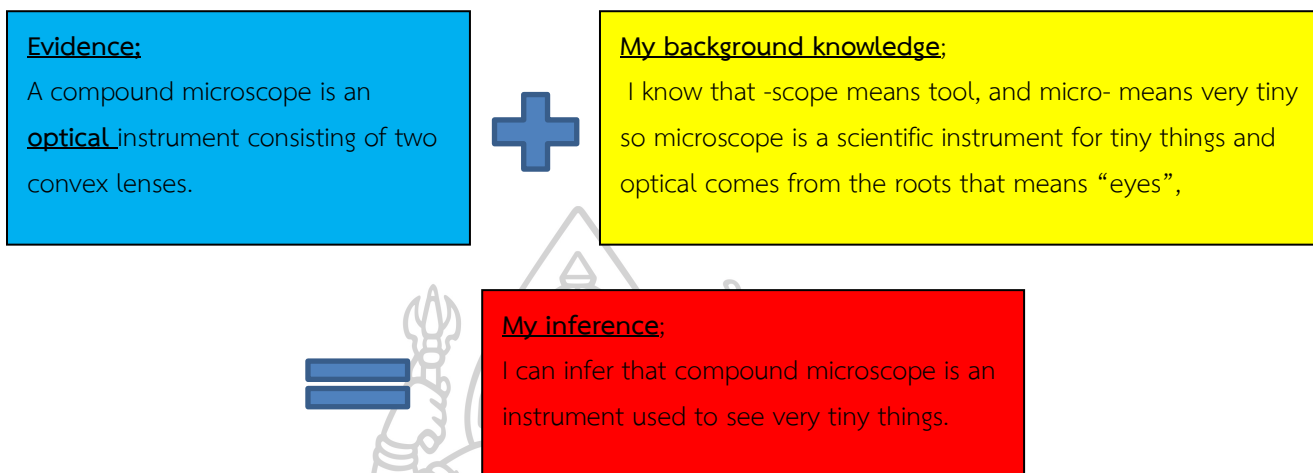 Evidence;
A compound microscope is an
optical instrument consisting of two
convex lenses.
My background knowledge;
I know that -scope means tool, and micro- means very tiny
so microscope is a scientific instrument for tiny things and
optical comes from the roots that means “eyes”,
My inference;
I can infer that compound microscope is an
instrument used to see very tiny things.